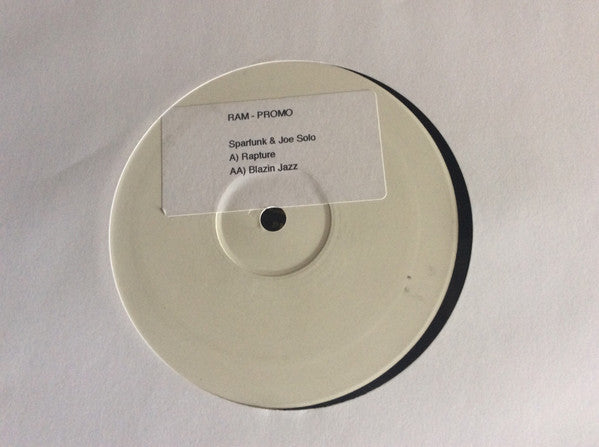 RAM - PROMO
Sparfunk & Joe Solo
A) Rapture
AA) Blazin Jazz